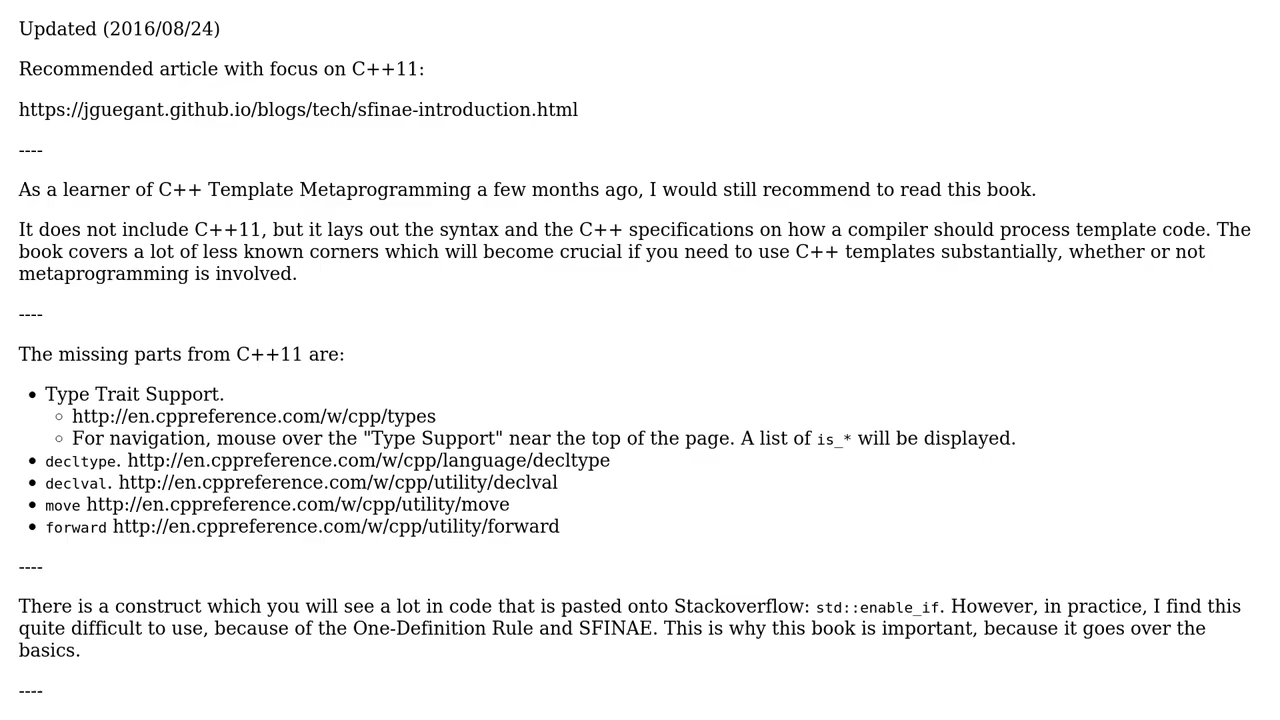 Updated (2016/08/24)
Recommended article with focus on C++11:
https://jguegant.github.io/blogs/tech/sfinae-introduction.html
----
As a learner of C++ Template Metaprogramming a few months ago, I would still recommend to read this book.
It does not include C++11, but it lays out the syntax and the C++ specifications on how a compiler should process template code. The
book covers a lot of less known corners which will become crucial if you need to use C++ templates substantially, whether or not
metaprogramming is involved.
----
The missing parts from C++11 are:
• Type Trait Support.
◦ http://en.cppreference.com/w/cpp/types
◦ For navigation, mouse over the "Type Support" near the top of the page. A list of is_* will be displayed.
• decltype. http://en.cppreference.com/w/cpp/language/decltype
• declval. http://en.cppreference.com/w/cpp/utility/declval
• move http://en.cppreference.com/w/cpp/utility/move
• forward http://en.cppreference.com/w/cpp/utility/forward
----
There is a construct which you will see a lot in code that is pasted onto Stackoverflow: std::enable_if. However, in practice, I find this
quite difficult to use, because of the One-Definition Rule and SFINAE. This is why this book is important, because it goes over the
basics.
----